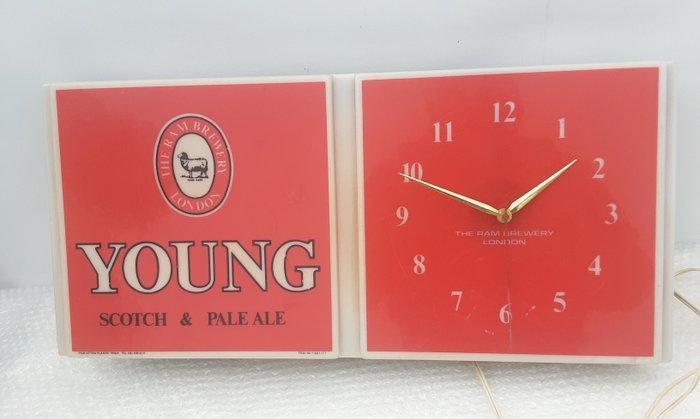 THE RAM BREWERY
LONDON
YOUNG
SCOTCH & PALE ALE
12
11 1
10 2
9 3
THE RAM BREWERY
LONDON
8 4
7 5
6